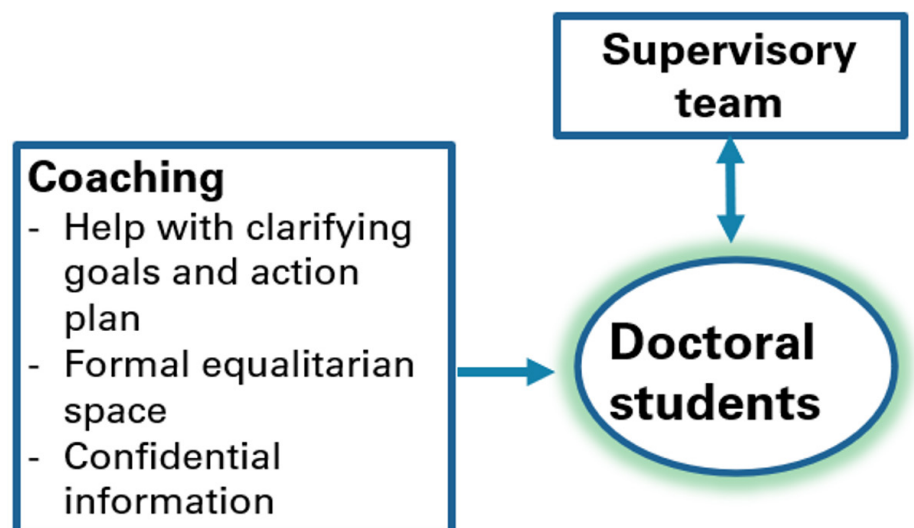 Supervisory
team
Coaching
- Help with clarifying
goals and action
plan
- Formal equalitarian
space
- Confidential
information
Doctoral
students